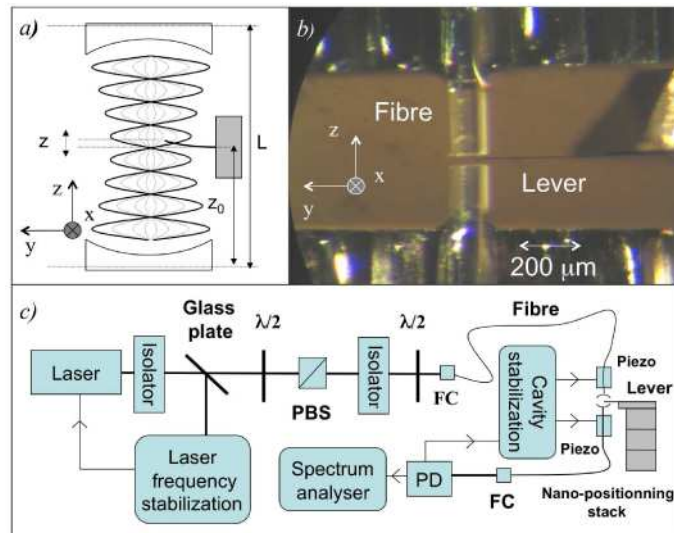 a)
z
L
z
z0
x
y
b)
Fibre
z
x
y
Lever
200 μm
c)
Glass
plate
λ/2
λ/2
Fibre
Laser
Isolator
PBS
Isolator
FC
Cavity
stabilization
Piezo
Lever
Piezo
Laser
frequency
stabilization
Spectrum
analyser
PD
FC
Nano-positionning
stack